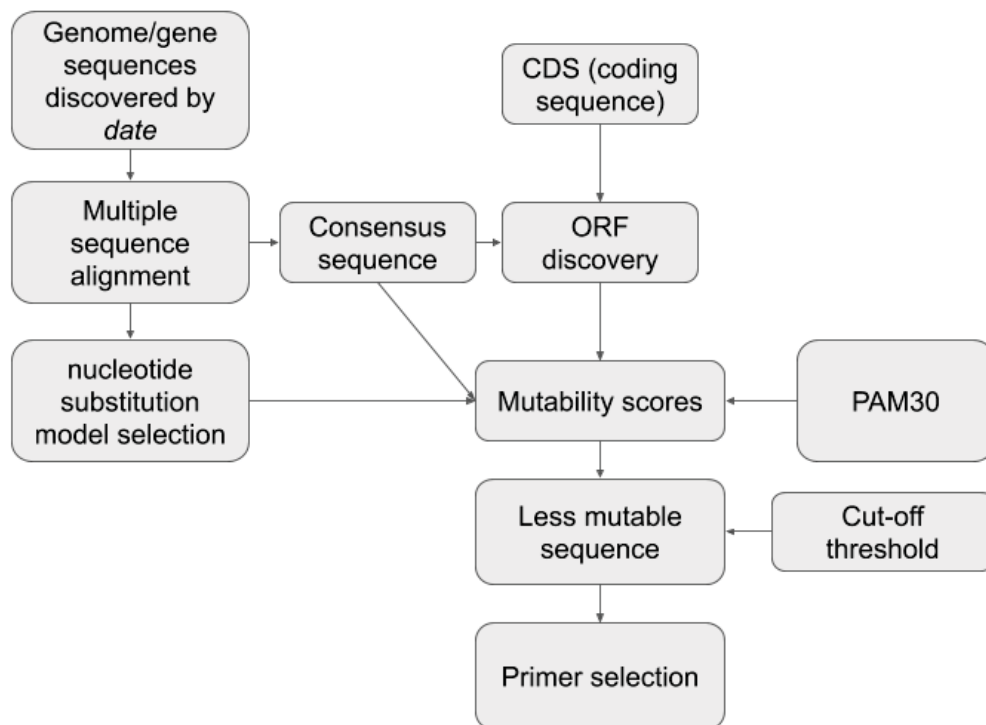 Genome/gene
sequences
discovered by
date
CDS (coding
sequence)
Multiple
sequence
alignment
Consensus
sequence
ORF
discovery
nucleotide
substitution
model selection
Mutability scores
PAM30
Less mutable
sequence
Cut-off
threshold
Primer selection